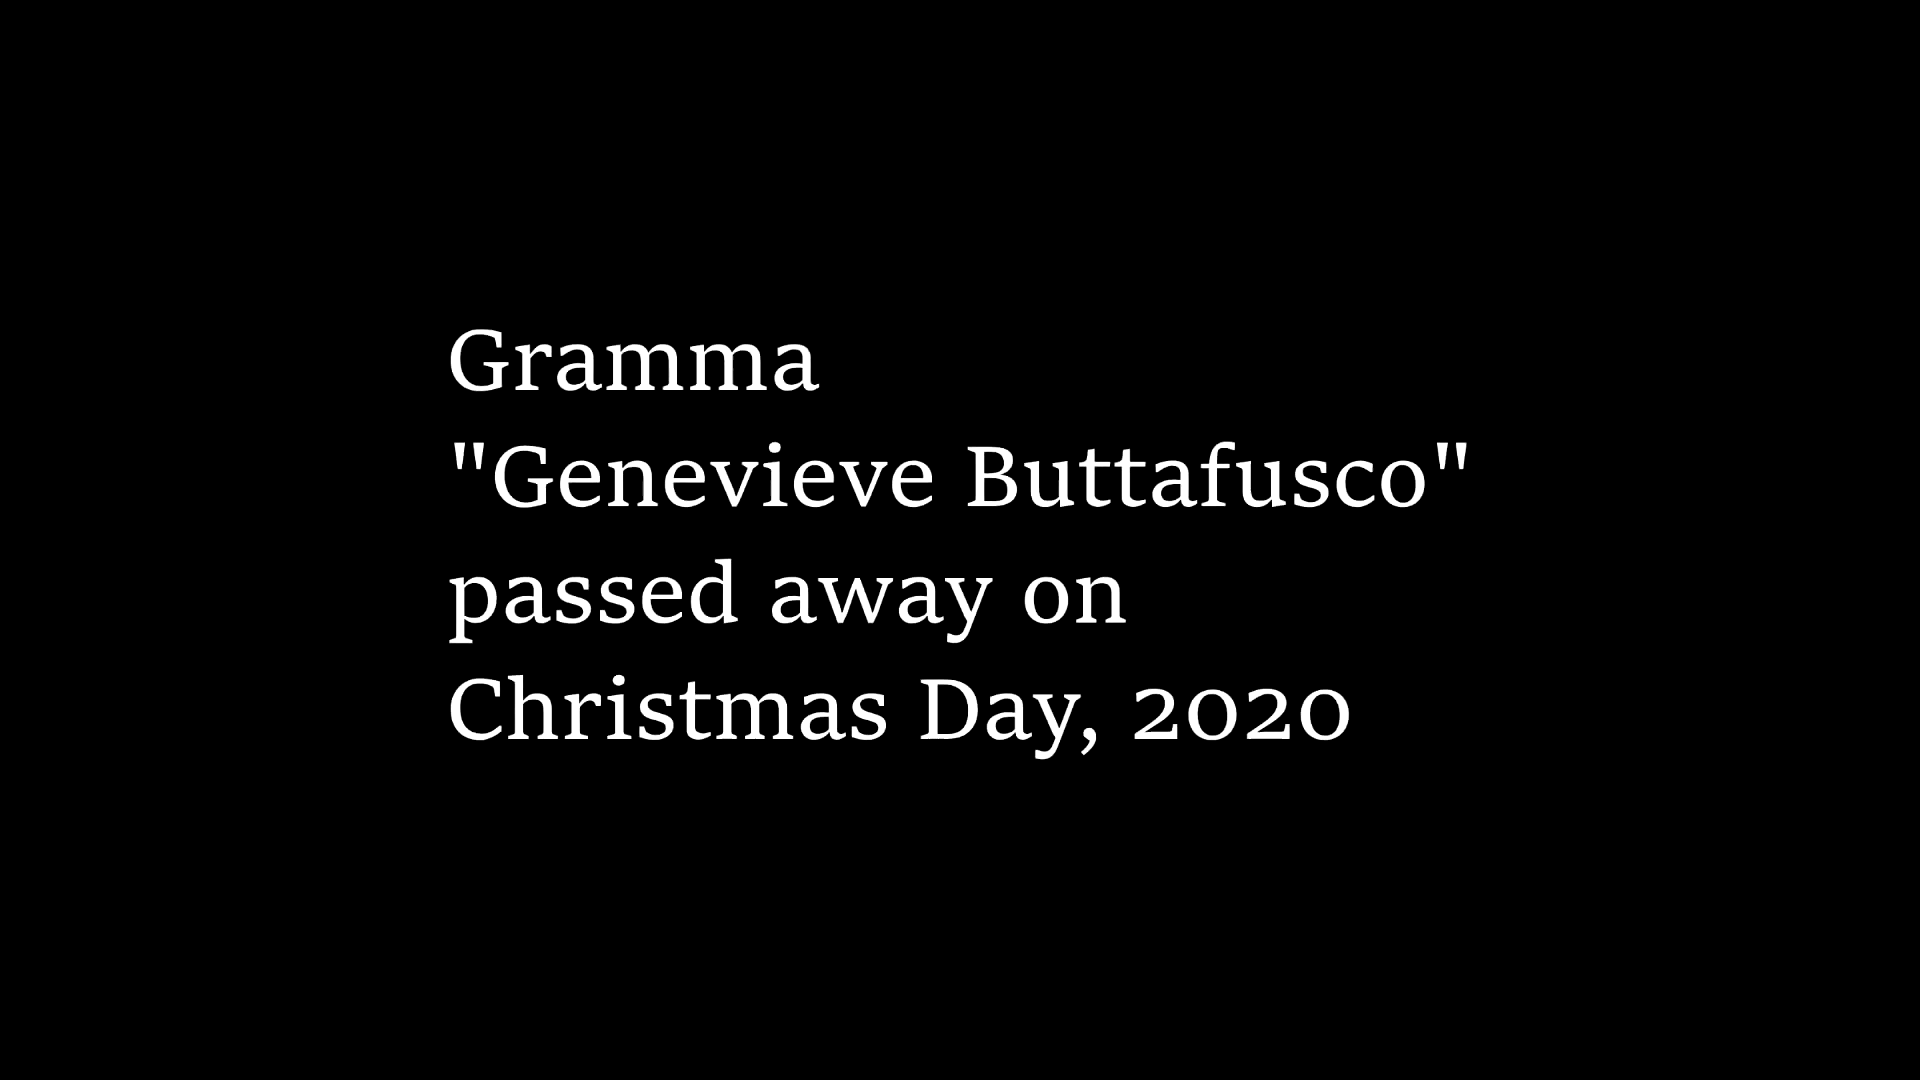 Gramma
"Genevieve Buttafusco"
passed away on
Christmas Day, 2020